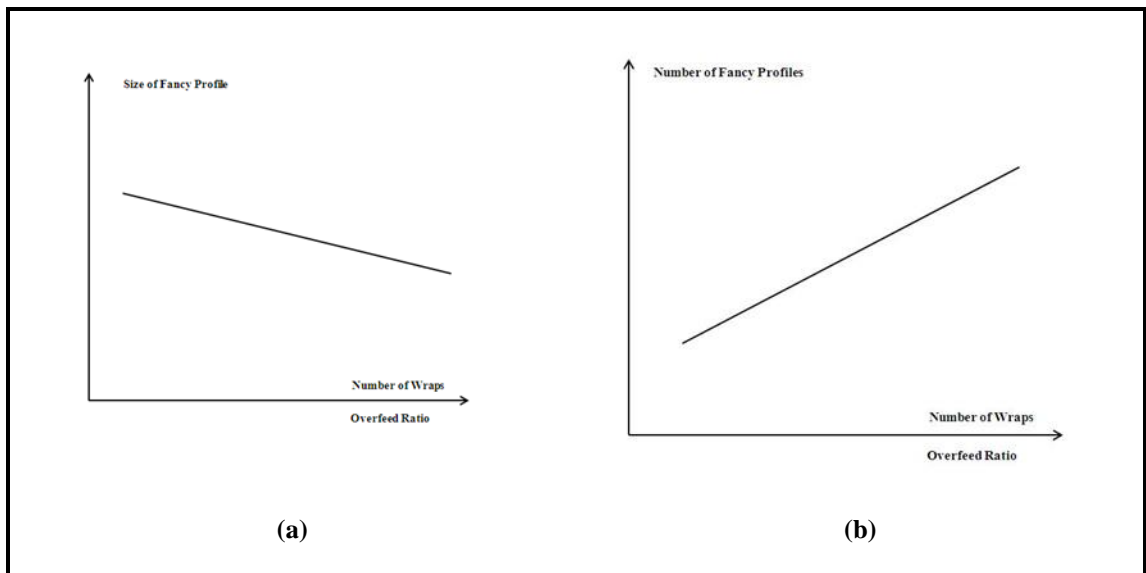 Size of Fancy Profile
Number of Wraps
Overfeed Ratio
(a)
Number of Fancy Profiles
Number of Wraps
Overfeed Ratio
(b)